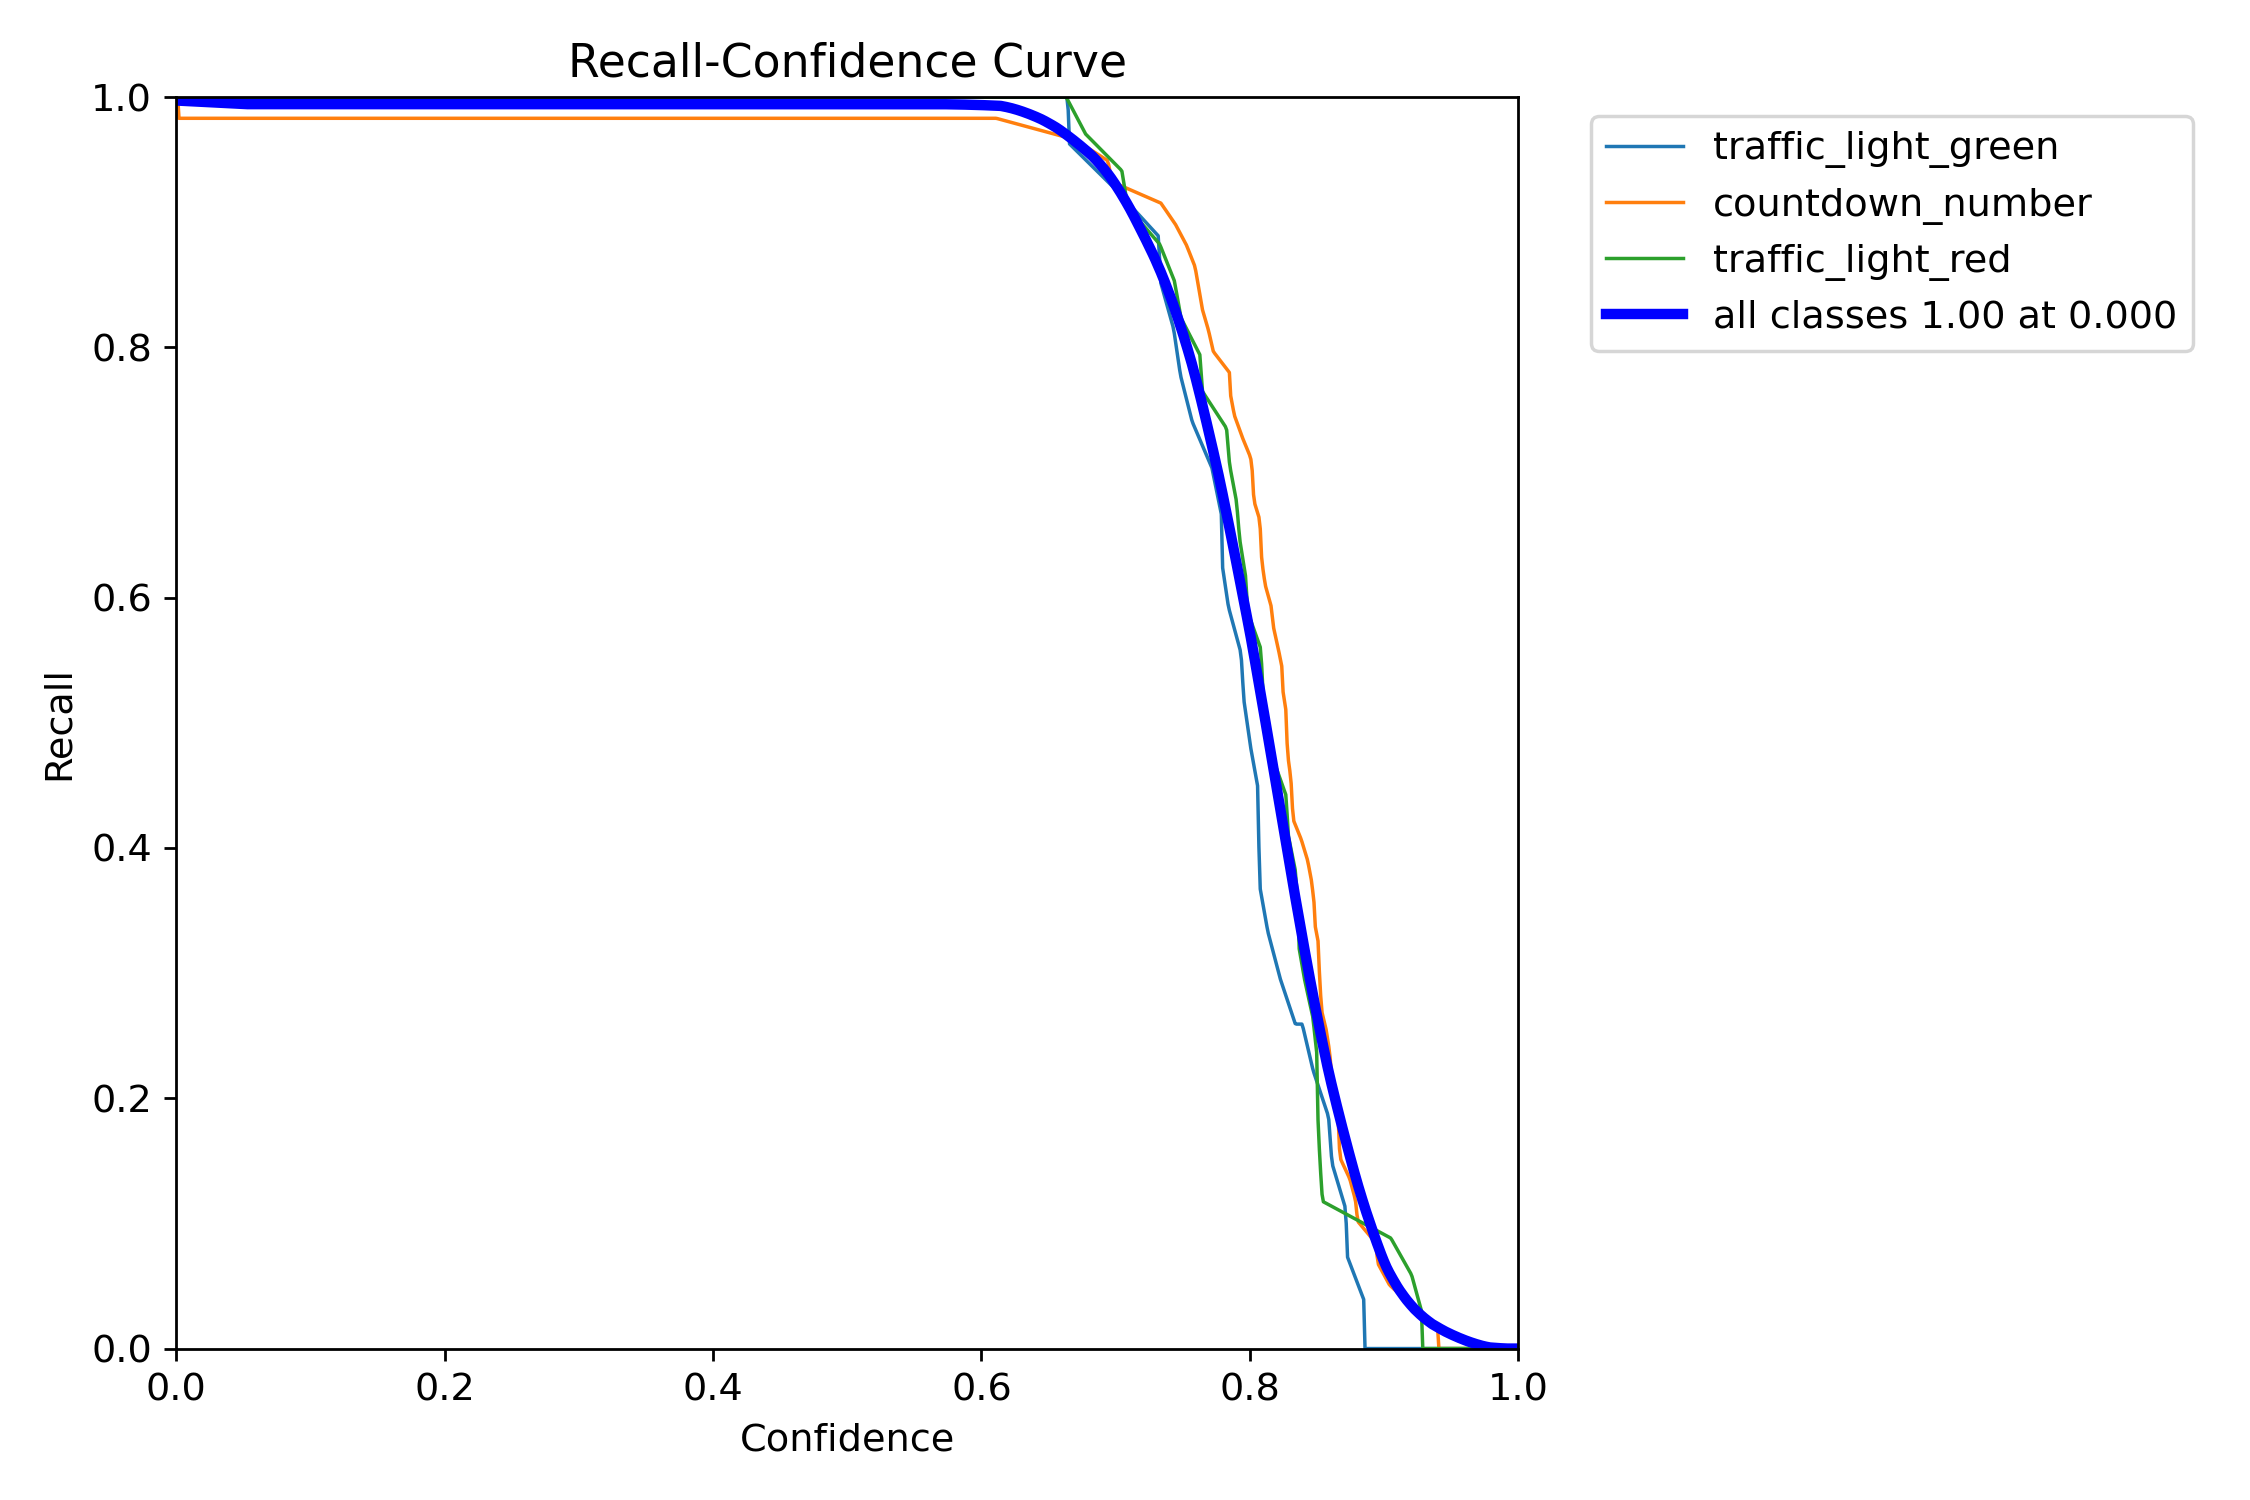 Recall-Confidence Curve
1.0
0.8
0.6
0.4
0.2
0.0
Recall
0.0 0.2 0.4 0.6 0.8 1.0
Confidence
traffic_light_green
countdown_number
traffic_light_red
all classes 1.00 at 0.000